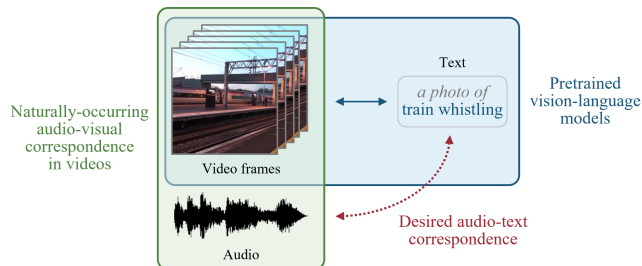 Naturally-occurring
audio-visual
correspondence
in videos
Video frames
Audio
Text
a photo of
train whistling
Pretrained
vision-language
models
Desired audio-text
correspondence